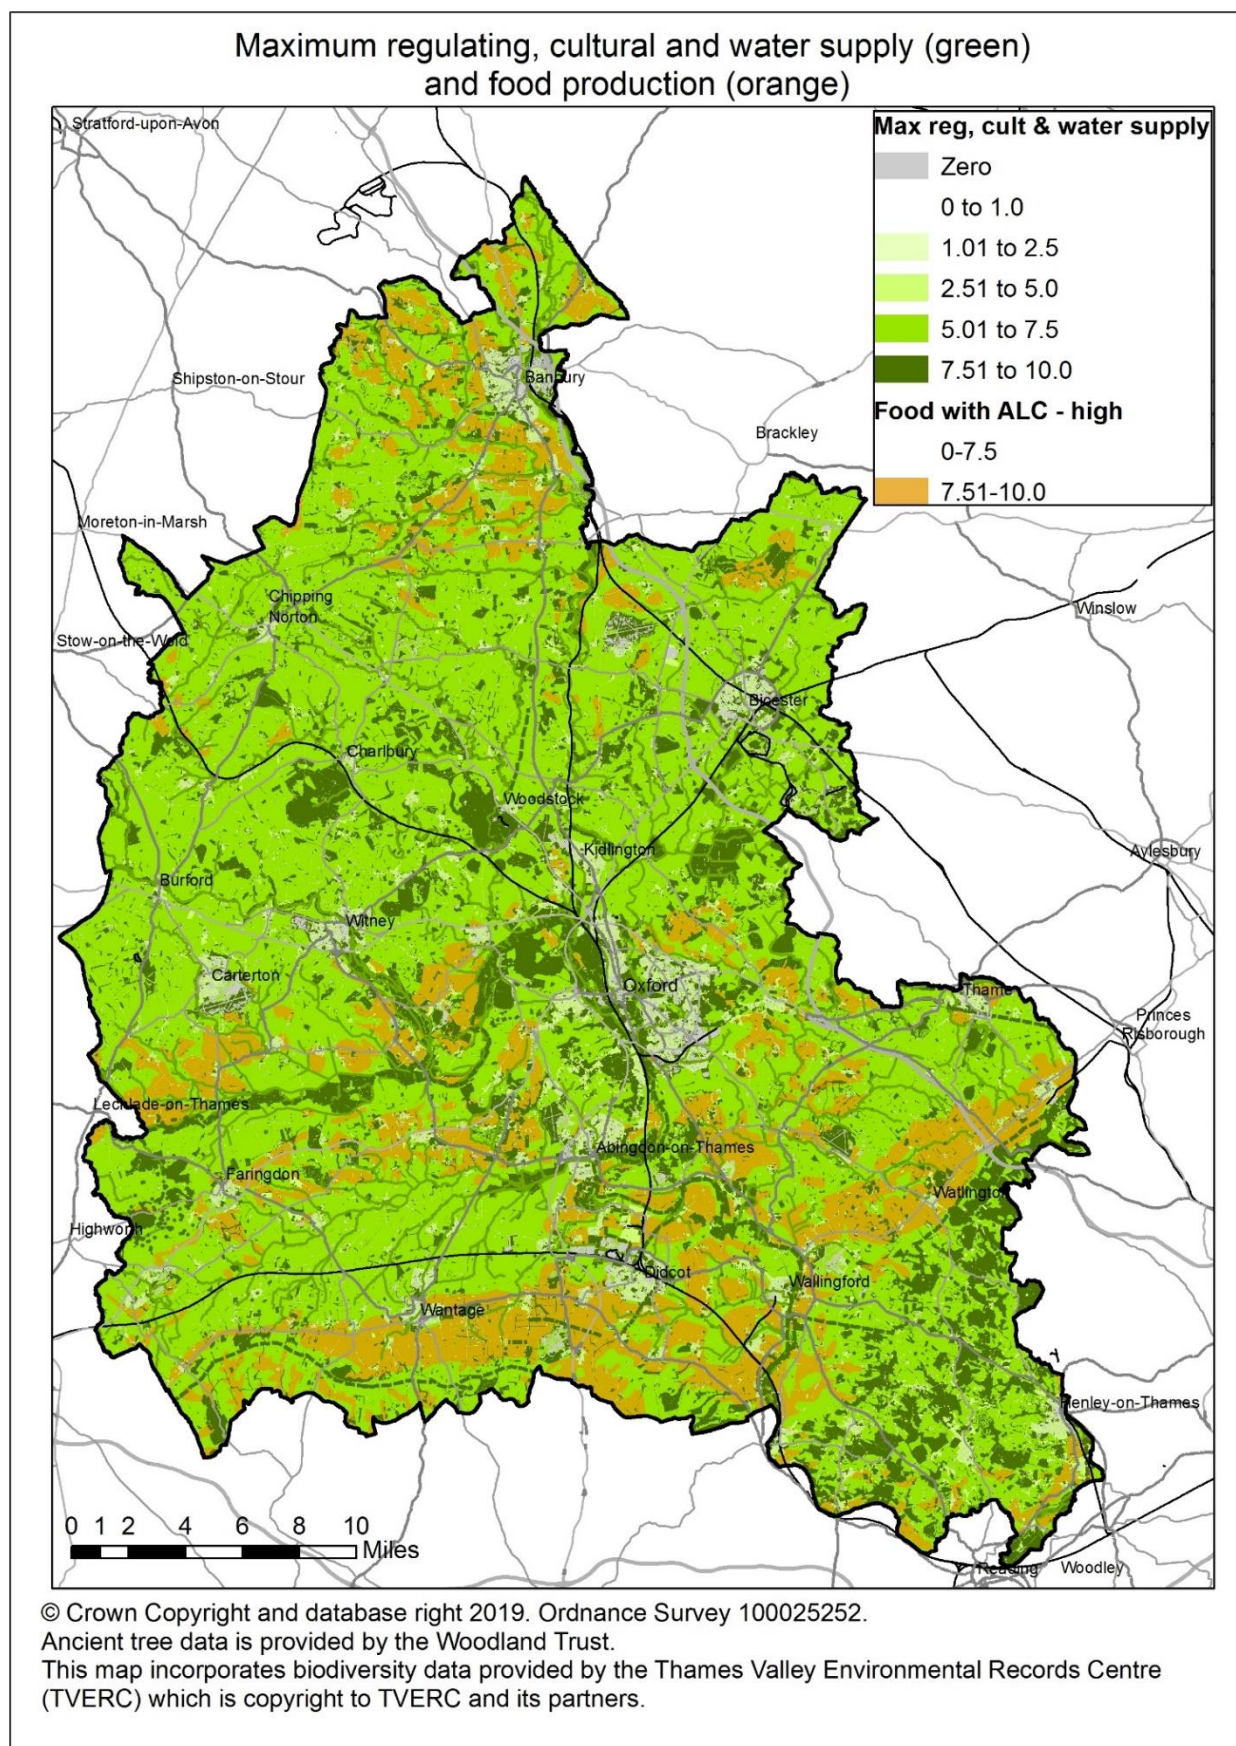 Maximum regulating, cultural and water supply (green)
and food production (orange)
Stratford-upon-Avon
Max reg, cult & water supply
Zero
0 to 1.0
1.01 to 2.5
2.51 to 5.0
5.01 to 7.5
7.51 to 10.0
Food with ALC - high
0-7.5
7.51-10.0
Shipston-on-Stour
Banbury
Brackley
Moreton-in-Marsh
Chipping
Norton
Winslow
Stow-on-the-Wold
Bicester
Charlbury
Woodstock
Kidlington
Aylesbury
Burford
Witney
Carterton
Oxford
Thame
Princes
Risborough
Lechlade-on-Thames
Abingdon-on-Thames
Faringdon
Watlington
Highworth
Didcot
Wallingford
Wantage
Henley-on-Thames
0 1 2 4 6 8 10
Miles
Reading
Woodley
© Crown Copyright and database right 2019. Ordnance Survey 100025252.
Ancient tree data is provided by the Woodland Trust.
This map incorporates biodiversity data provided by the Thames Valley Environmental Records Centre
(TVERC) which is copyright to TVERC and its partners.